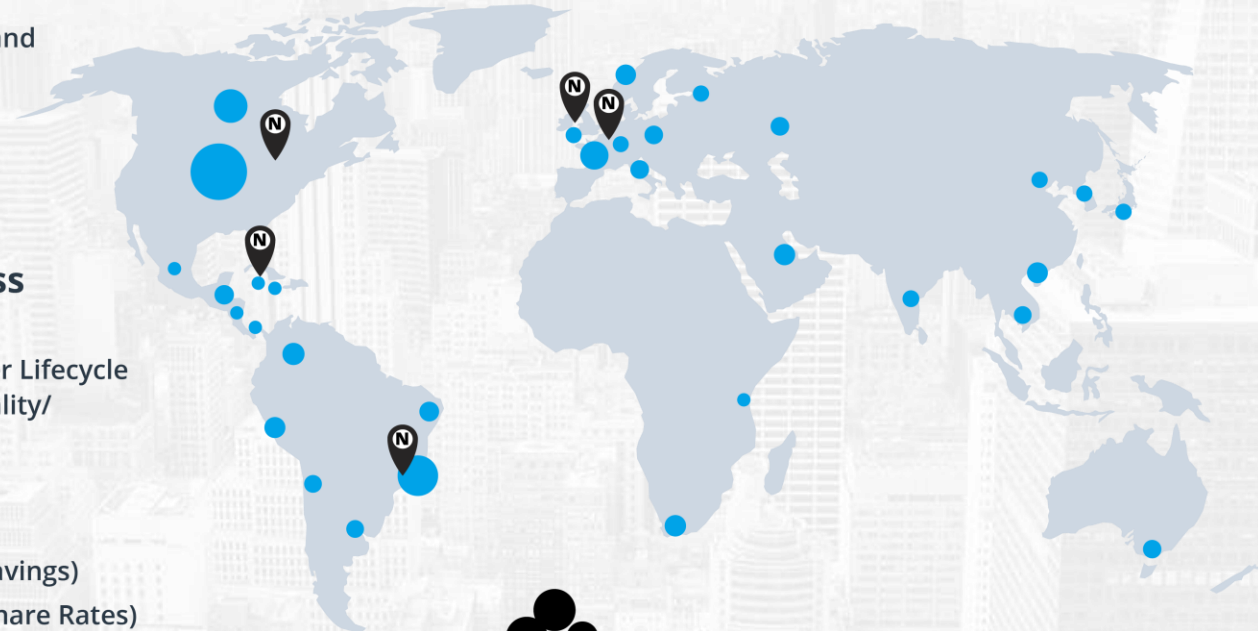 and
N
N
N
N
N
ss
r Lifecycle
lity/
avings)
hare Rates)